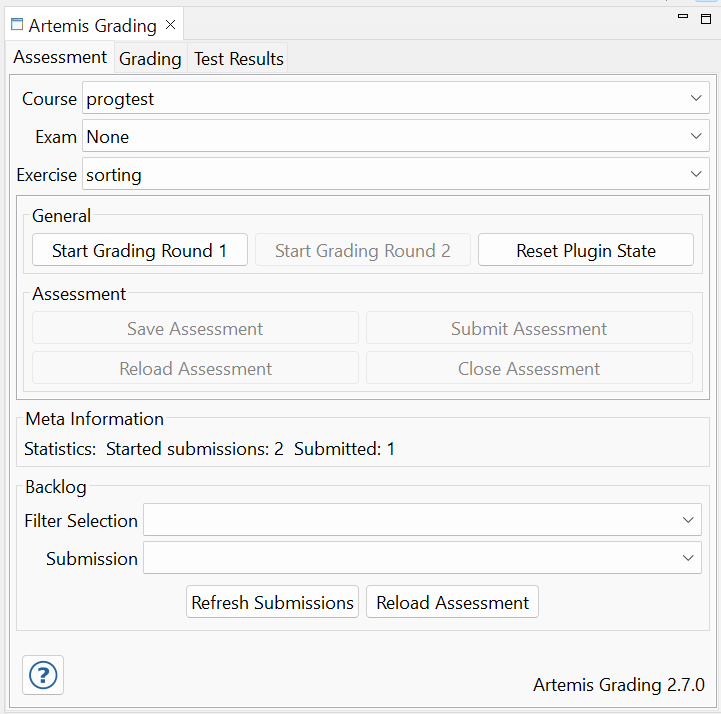 Artemis Grading
Assessment Grading Test Results
Course progtest
Exam None
Exercise sorting
General
Start Grading Round 1 Start Grading Round 2 Reset Plugin State
Assessment
Save Assessment Submit Assessment
Reload Assessment Close Assessment
Meta Information
Statistics: Started submissions: 2 Submitted: 1
Backlog
Filter Selection
Submission
Refresh Submissions Reload Assessment
?
Artemis Grading 2.7.0